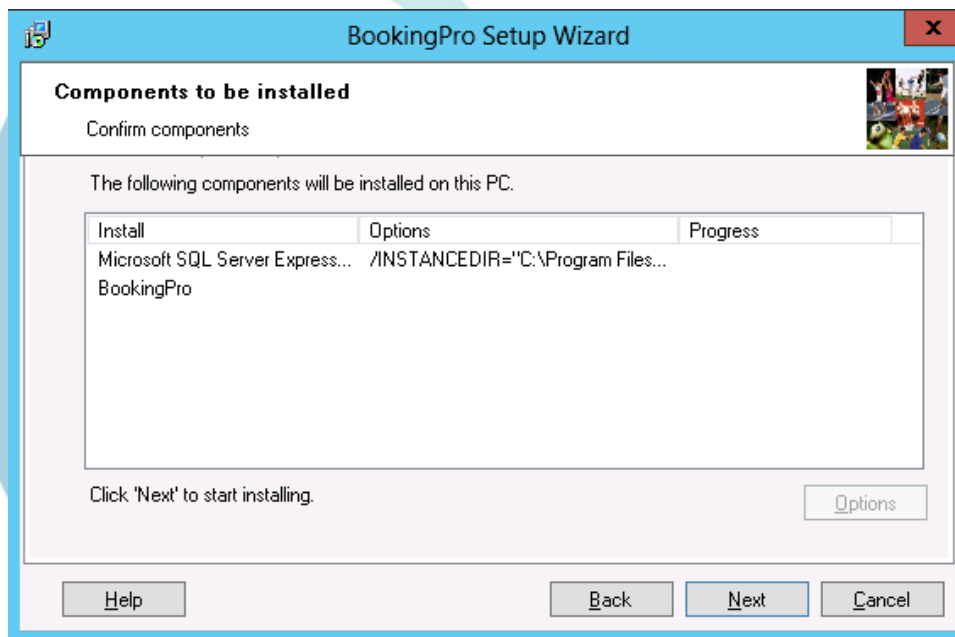 BookingPro Setup Wizard
x
Components to be installed
Confirm components
The following components will be installed on this PC.
Install Options Progress
Microsoft SQL Server Express... /INSTANCEDIR="C:\Program Files...
BookingPro
Click 'Next' to start installing.
Options
Help Back Next Cancel